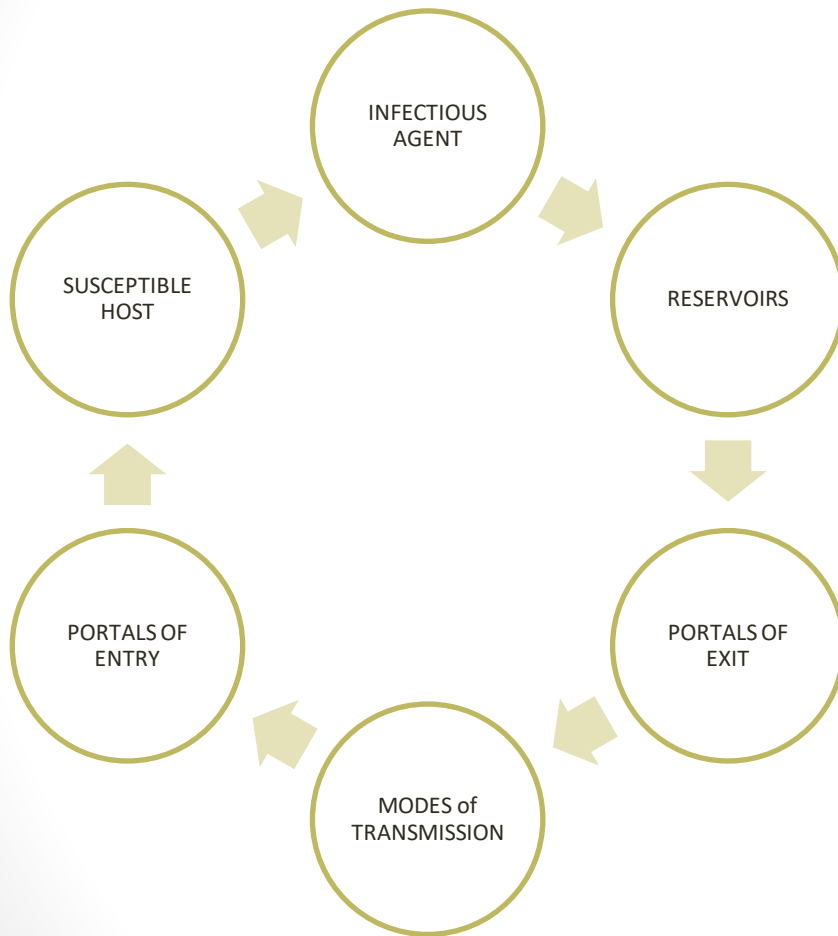 INFECTIOUS
AGENT
RESERVOIRS
PORTALS OF
EXIT
MODES of
TRANSMISSION
PORTALS OF
ENTRY
SUSCEPTIBLE
HOST